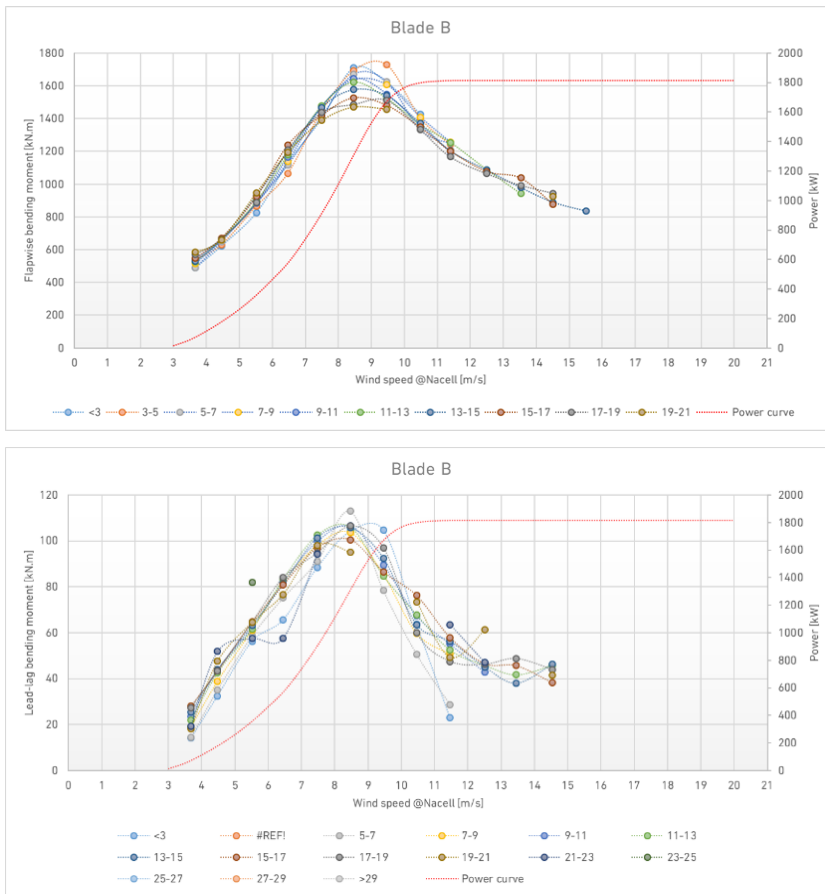 Blade B
1800
1600
1400
1200
1000
800
600
400
200
0
Flapwise bending moment [kN.m]
2000
1800
1600
1400
1200
1000
800
600
400
200
0
Power [kW]
0 1 2 3 4 5 6 7 8 9 10 11 12 13 14 15 16 17 18 19 20 21
Wind speed @Nacell [m/s]
<3 3-5 5-7 7-9 9-11 11-13 13-15 15-17 17-19 19-21 Power curve
Blade B
120
100
80
60
40
20
0
Lead-lag bending moment [kN.m]
2000
1800
1600
1400
1200
1000
800
600
400
200
0
Power [kW]
0 1 2 3 4 5 6 7 8 9 10 11 12 13 14 15 16 17 18 19 20 21
Wind speed @Nacell [m/s]
<3 #REF! 5-7 7-9 9-11 11-13
13-15 15-17 17-19 19-21 21-23 23-25
25-27 27-29 >29 Power curve